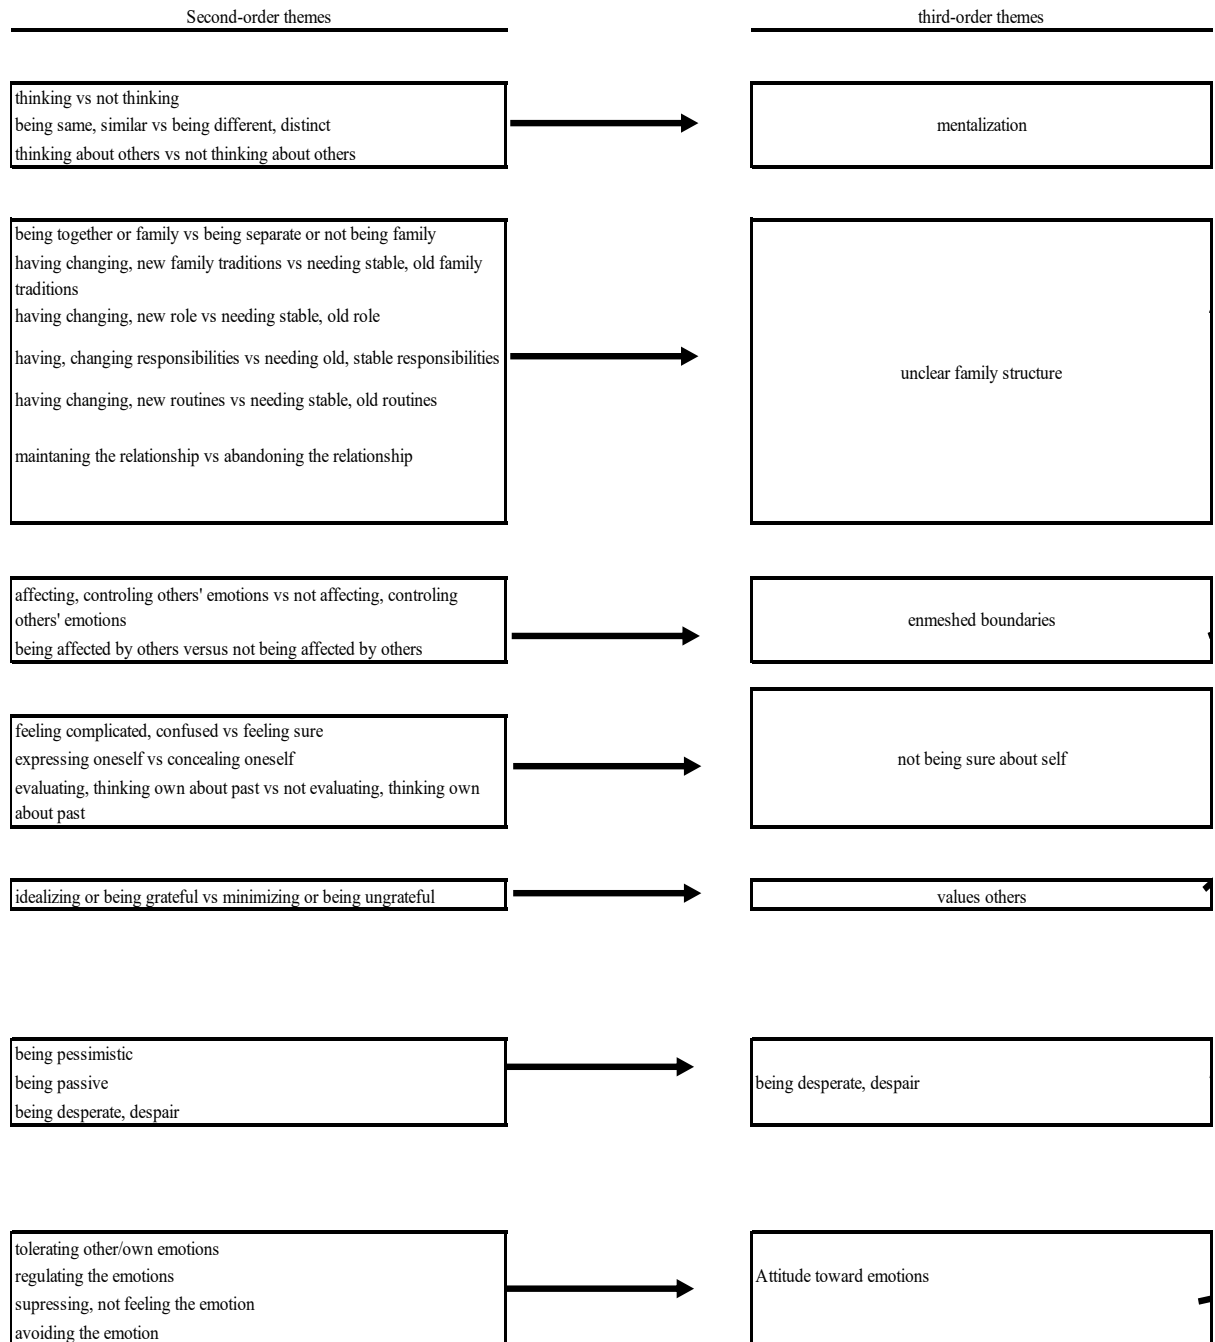 Second-order themes
third-order themes
thinking vs not thinking
being same, similar vs being different, distinct
thinking about others vs not thinking about others
mentalization
being together or family vs being separate or not being family
having changing, new family traditions vs needing stable, old family
traditions
having changing, new role vs needing stable, old role
having, changing responsibilities vs needing old, stable responsibilities
having changing, new routines vs needing stable, old routines
maintaning the relationship vs abandoning the relationship
unclear family structure
affecting, controling others' emotions vs not affecting, controling
others' emotions
being affected by others versus not being affected by others
enmeshed boundaries
feeling complicated, confused vs feeling sure
expressing oneself vs concealing oneself
evaluating, thinking own about past vs not evaluating, thinking own
about past
not being sure about self
idealizing or being grateful vs minimizing or being ungrateful
values others
being pessimistic
being passive
being desperate, despair
being desperate, despair
tolerating other/own emotions
regulating the emotions
supressing, not feeling the emotion
avoiding the emotion
Attitude toward emotions